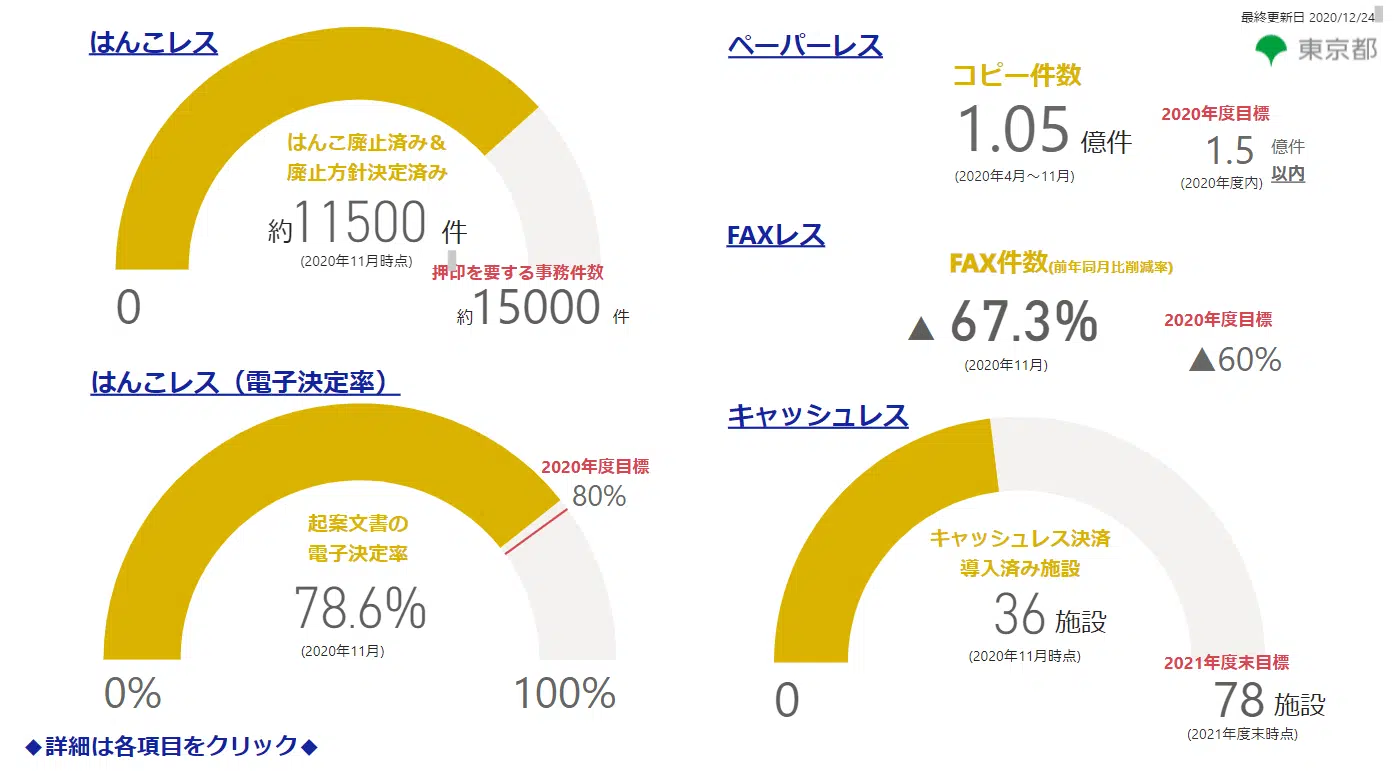 最終更新日 2020/12/24
東京都
はんこレス
はんこ廃止済み＆
廃止方針決定済み
約11500 件
(2020年11月時点)
押印を要する事務件数
0
約15000 件
はんこレス（電子決定率）
2020年度目標
80%
起案文書の
電子決定率
78.6%
(2020年11月)
0%
100%
◆詳細は各項目をクリック◆
ペーパーレス
コピー件数
1.05 億件
(2020年4月～11月)
2020年度目標
1.5 億件
(2020年度内) 以内
FAXレス
FAX件数(前年同月比削減率)
▲ 67.3%
(2020年11月)
2020年度目標
▲60%
キャッシュレス
キャッシュレス決済
導入済み施設
36 施設
(2020年11月時点)
2021年度末目標
0
78 施設
(2021年度末時点)